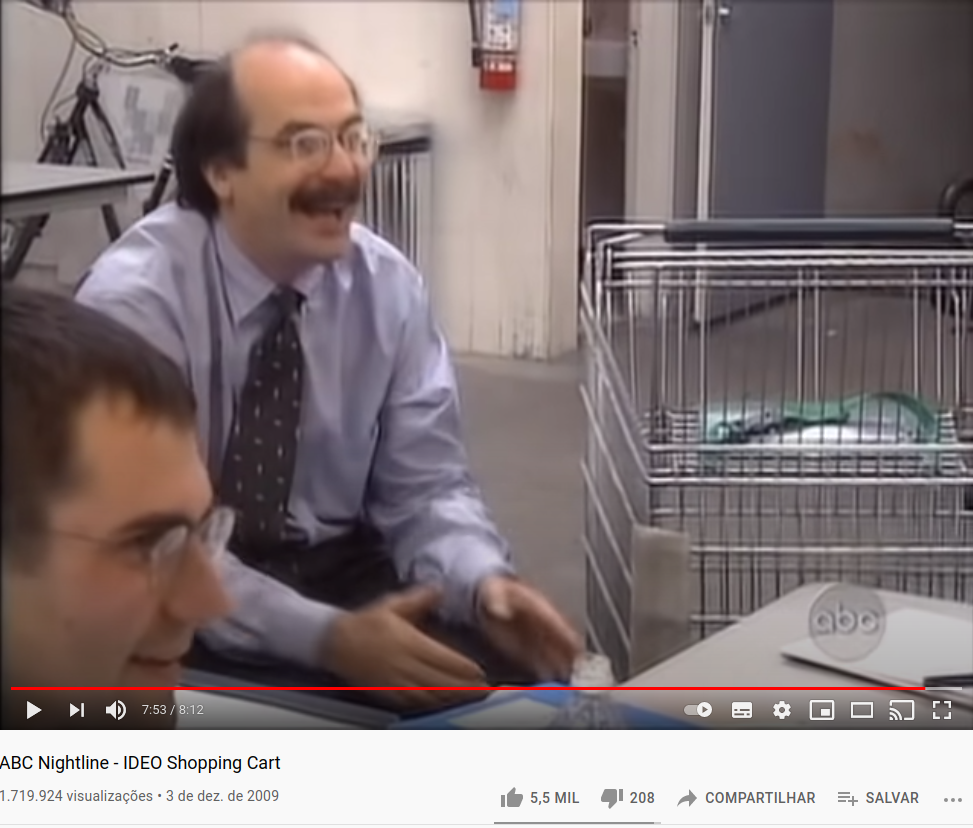 abc
7:53 / 8:12
ABC Nightline - IDEO Shopping Cart
1.719.924 visualizações • 3 de dez. de 2009
5,5 MIL 208 COMPARTILHAR SALVAR